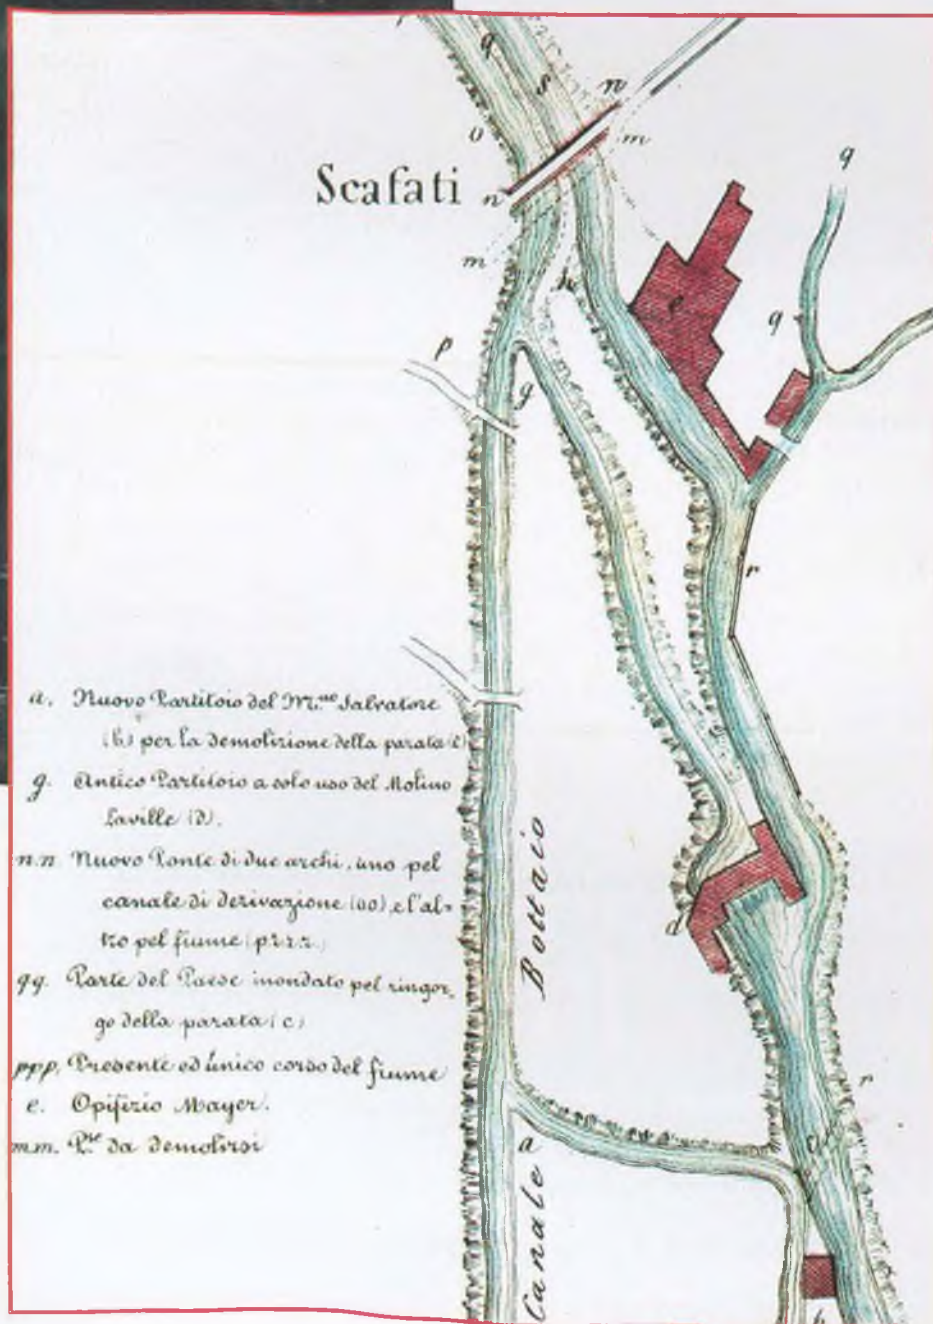 q
s
n
o
m
Scafati
n
q
m
h
e
p
q
g
f
r
a. Nuovo Partitoio del M.ne Salvatore
(b) per la demolizione della parata (c)
g. Antico Partitoio a solo uso del Molino
Laville (d).
n.n Nuovo Ponte di due archi, uno pel
canale di derivazione (oo), e l'al=
tro pel fiume (prrr.)
qq. Parte del Paese inondato pel ringor,
go della parata (c)
ppp. Presente ed unico corso del fiume
e. Opifizio Mayer.
m.m. P.te da demolirsi
d
r
a
Canale Bottaio
b